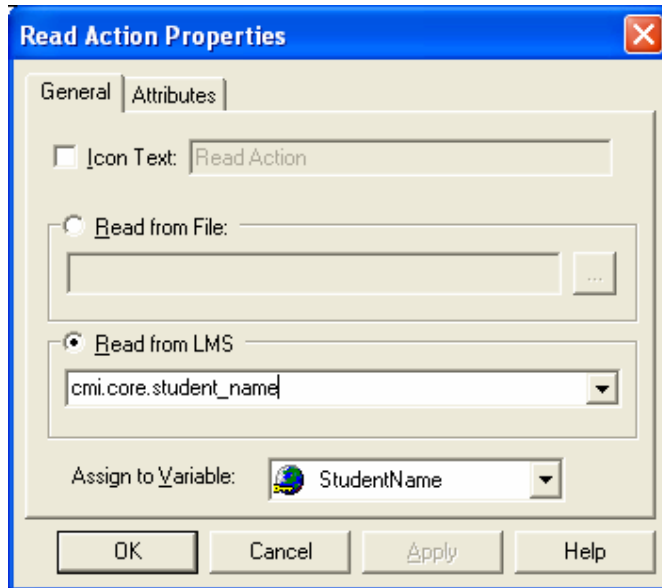 Read Action Properties
General Attributes
Icon Text: Read Action
Read from File:
...
Read from LMS
cmi.core.student_name
Assign to Variable: StudentName
OK Cancel Apply Help